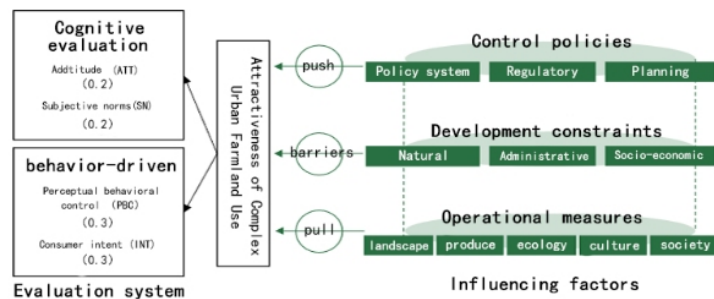 Cognitive
evaluation
Addtitude (ATT)
(0.2)
Subjective norms(SN)
(0.2)
behavior-driven
Perceptual behavioral
control (PBC)
(0.3)
Consumer intent (INT)
(0.3)
Evaluation system
Attractiveness of Complex
Urban Farmland Use
push
barriers
pull
Control policies
Policy system
Regulatory
Planning
Development constraints
Natural
Administrative
Socio-economic
Operational measures
landscape
produce
ecology
culture
society
Influencing factors